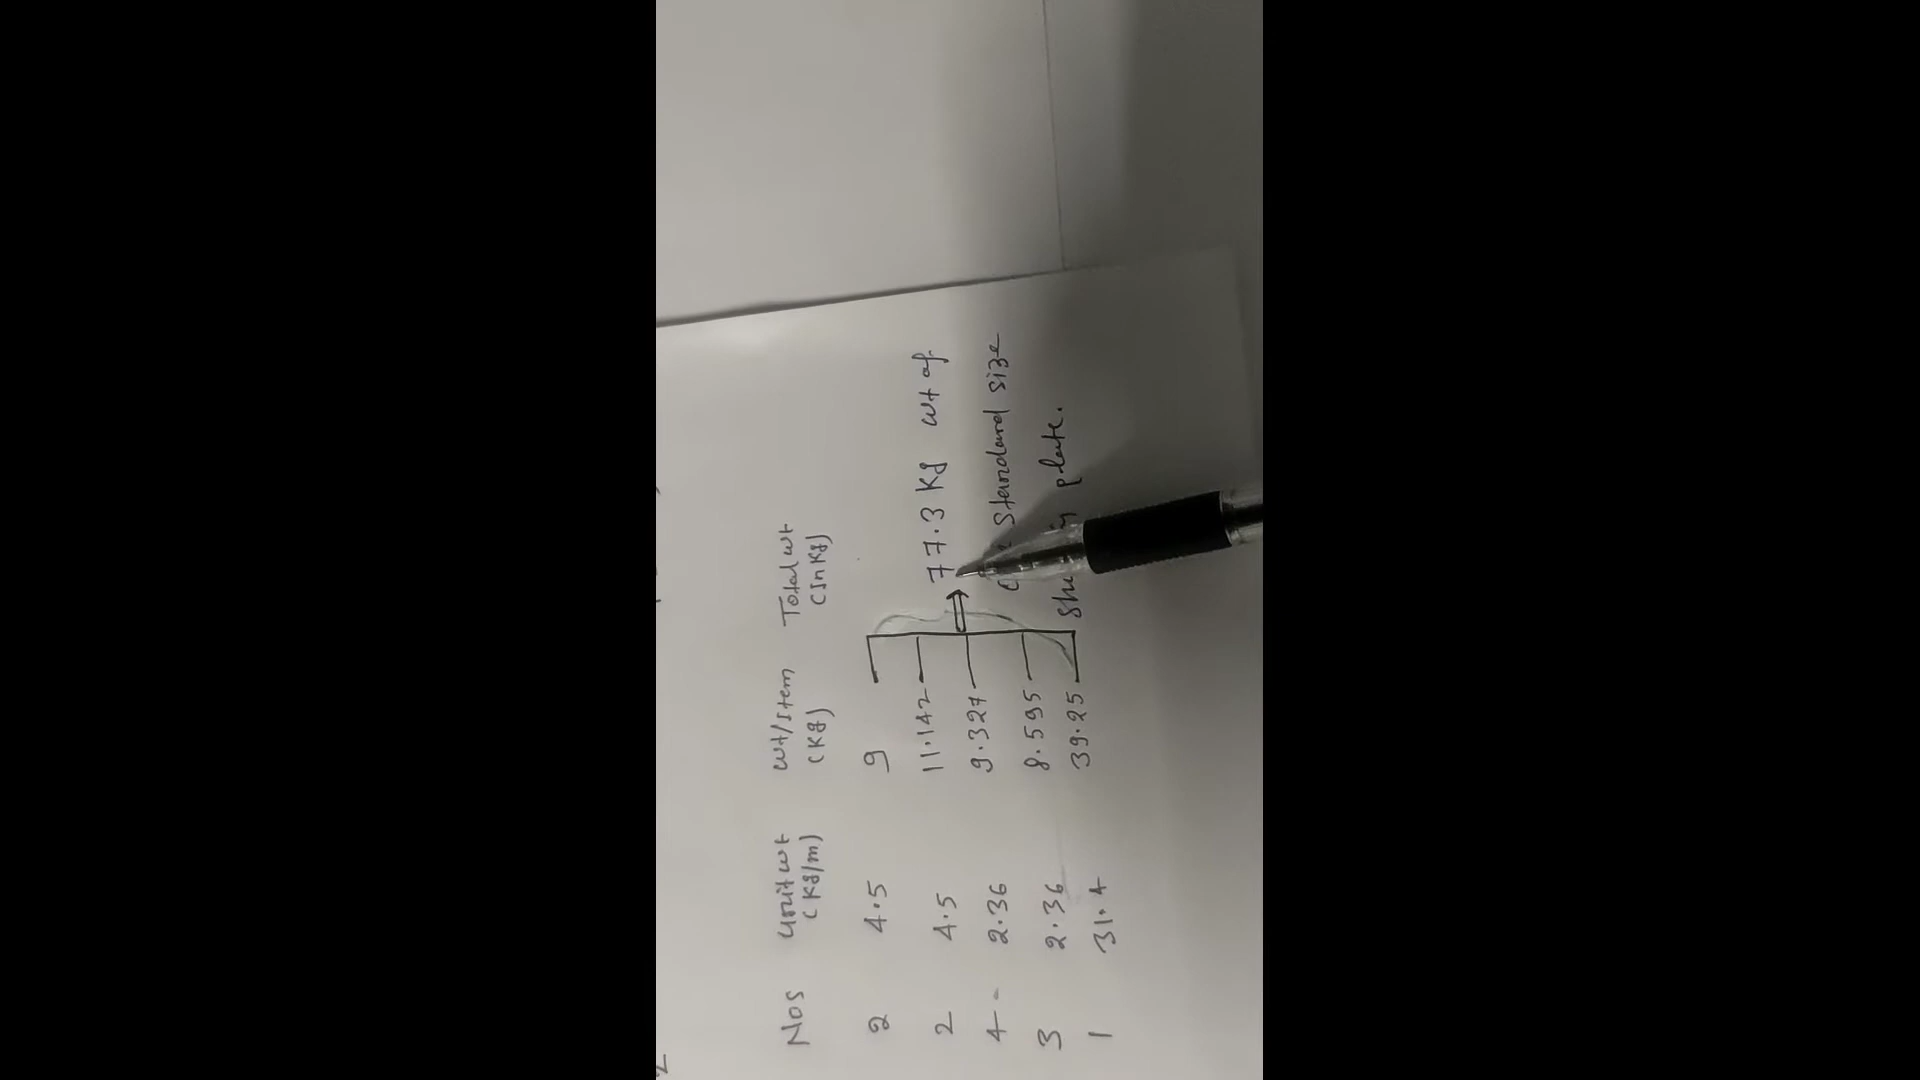 Nos unit wt wt/item Total wt
(kg/m) (kg) (In kg)
2 4.5 9
2 4.5 11.142
4 - 2.36 9.327
3 2.36 8.595
1 31.4 39.25
77.3 kg wt of
Standard size
plate.